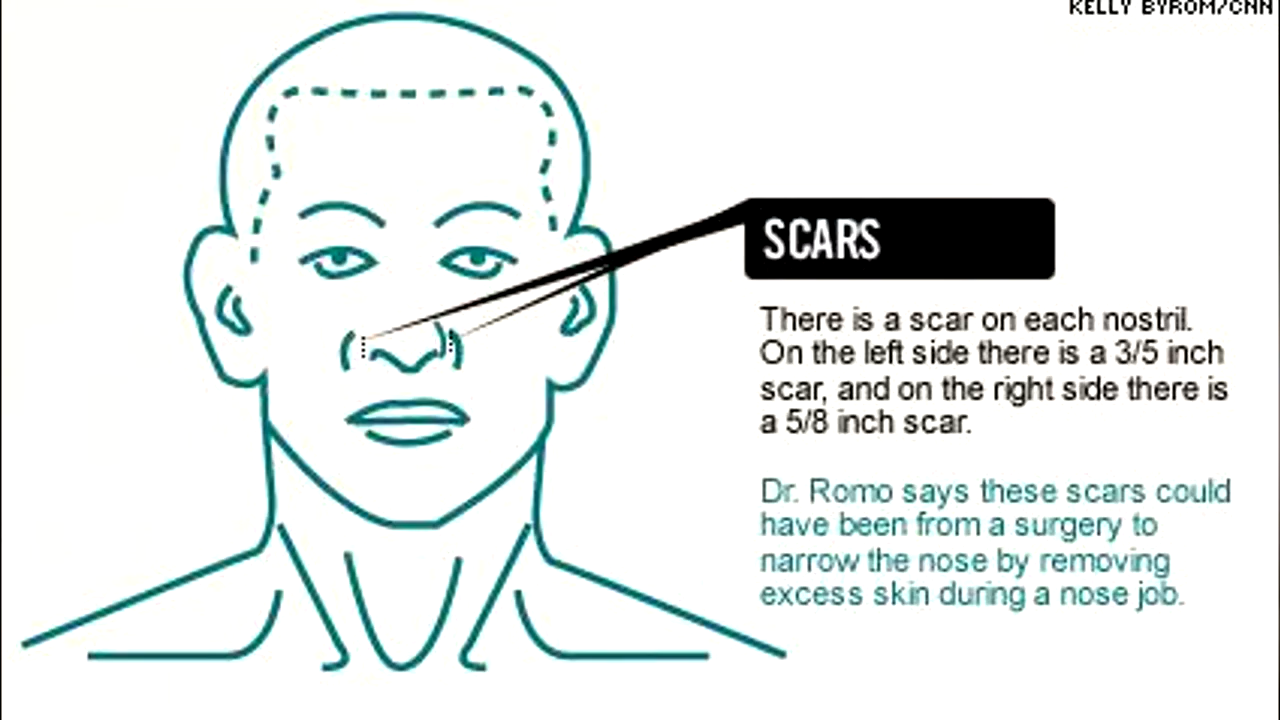 KELLY BYROM/CNN
SCARS
There is a scar on each nostril.
On the left side there is a 3/5 inch
scar, and on the right side there is
a 5/8 inch scar.
Dr. Romo says these scars could
have been from a surgery to
narrow the nose by removing
excess skin during a nose job.